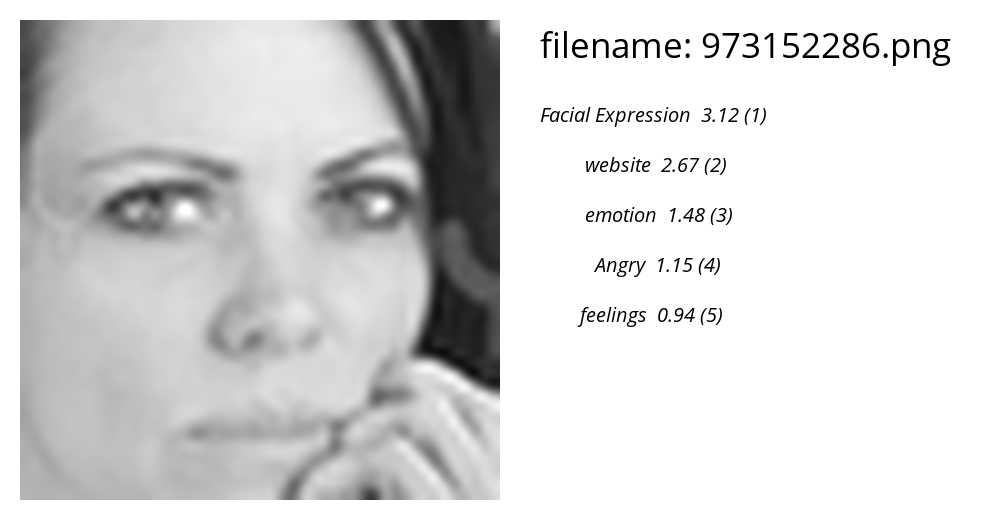 filename: 973152286.png
Facial Expression 3.12 (1)
website 2.67 (2)
emotion 1.48 (3)
Angry 1.15 (4)
feelings 0.94 (5)